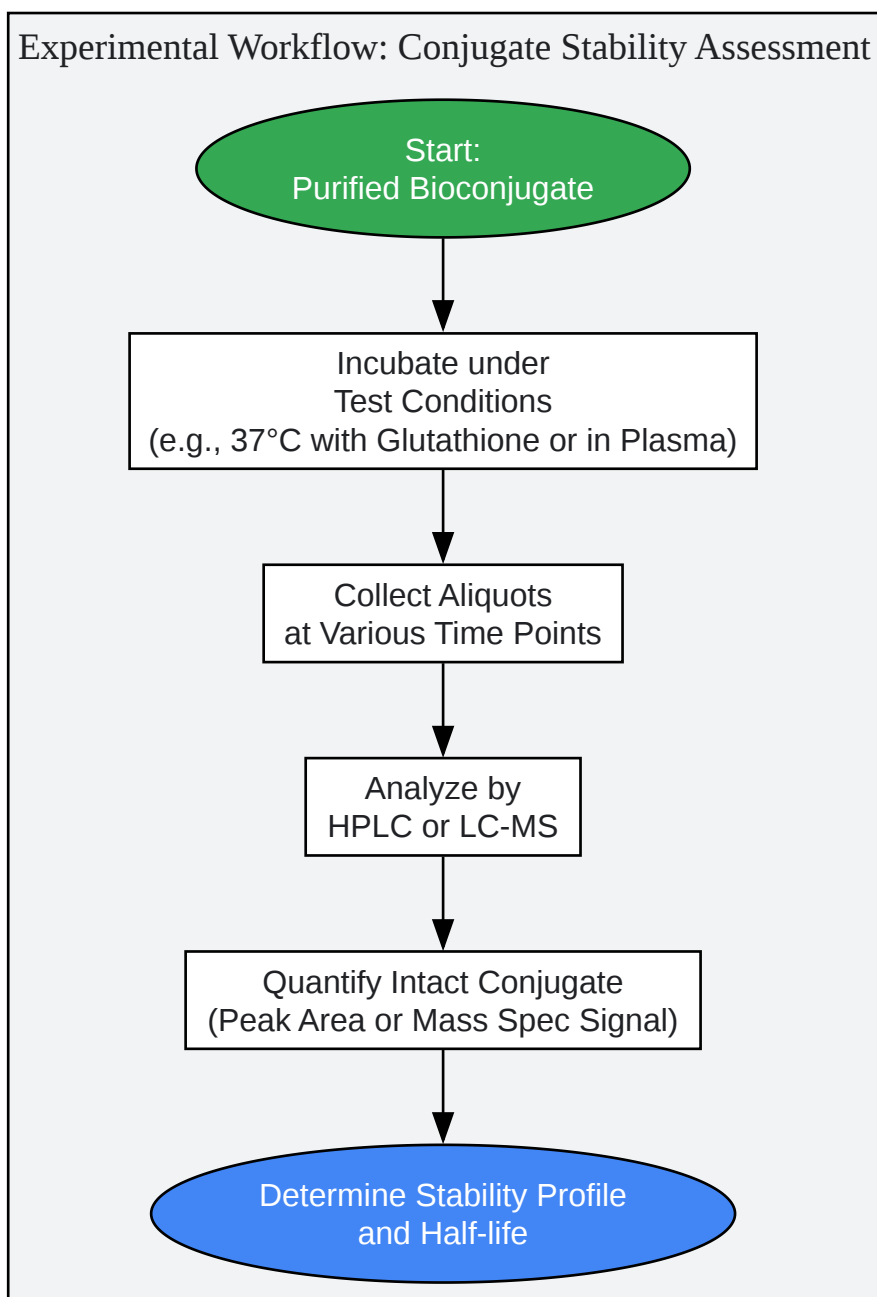 Experimental Workflow: Conjugate Stability Assessment
Start:
Purified Bioconjugate
Incubate under
Test Conditions
(e.g., 37°C with Glutathione or in Plasma)
Collect Aliquots
at Various Time Points
Analyze by
HPLC or LC-MS
Quantify Intact Conjugate
(Peak Area or Mass Spec Signal)
Determine Stability Profile
and Half-life